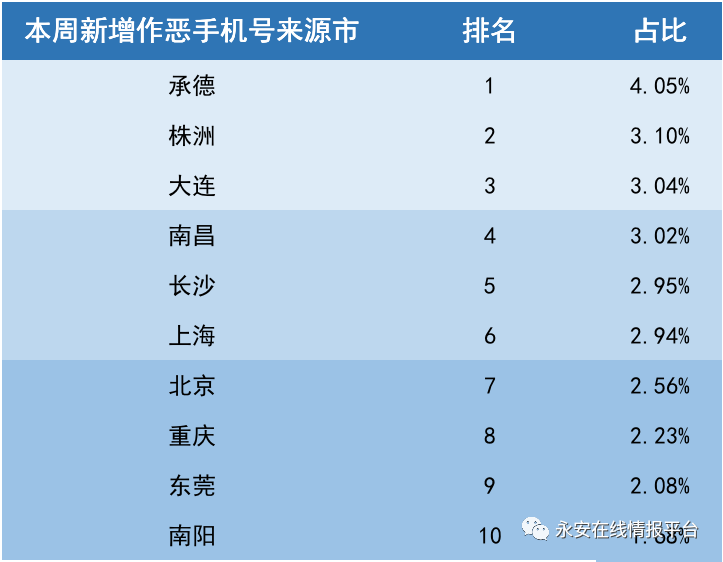 本周新增作恶手机号来源市 排名 占比
承德 1 4.05%
株洲 2 3.10%
大连 3 3.04%
南昌 4 3.02%
长沙 5 2.95%
上海 6 2.94%
北京 7 2.56%
重庆 8 2.23%
东莞 9 2.08%
南阳 10
永安在线情报平台